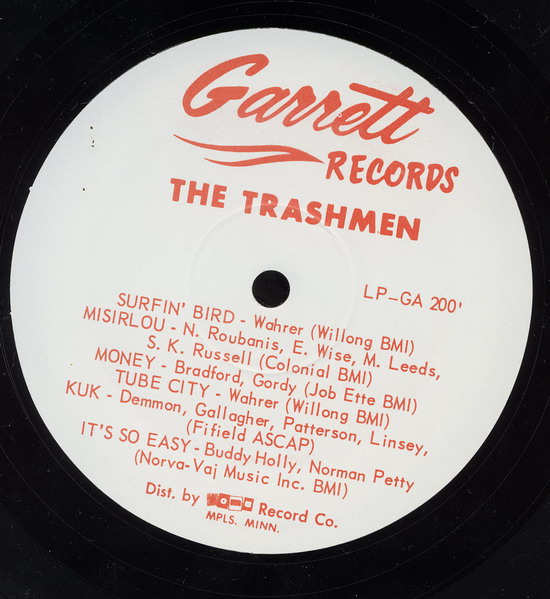 Garrett
RECORDS
THE TRASHMEN
LP-GA 200'
SURFIN' BIRD - Wahrer (Willong BMI)
MISIRLOU - N. Roubanis, E. Wise, M. Leeds,
S. K. Russell (Colonial BMI)
MONEY - Bradford, Gordy (Job Ette BMI)
TUBE CITY - Wahrer (Willong BMI)
KUK - Demmon, Gallagher, Patterson, Linsey,
(Fifield ASCAP)
IT'S SO EASY - Buddy Holly, Norman Petty
(Norva-Vaj Music Inc. BMI)
Dist. by Record Co.
MPLS. MINN.